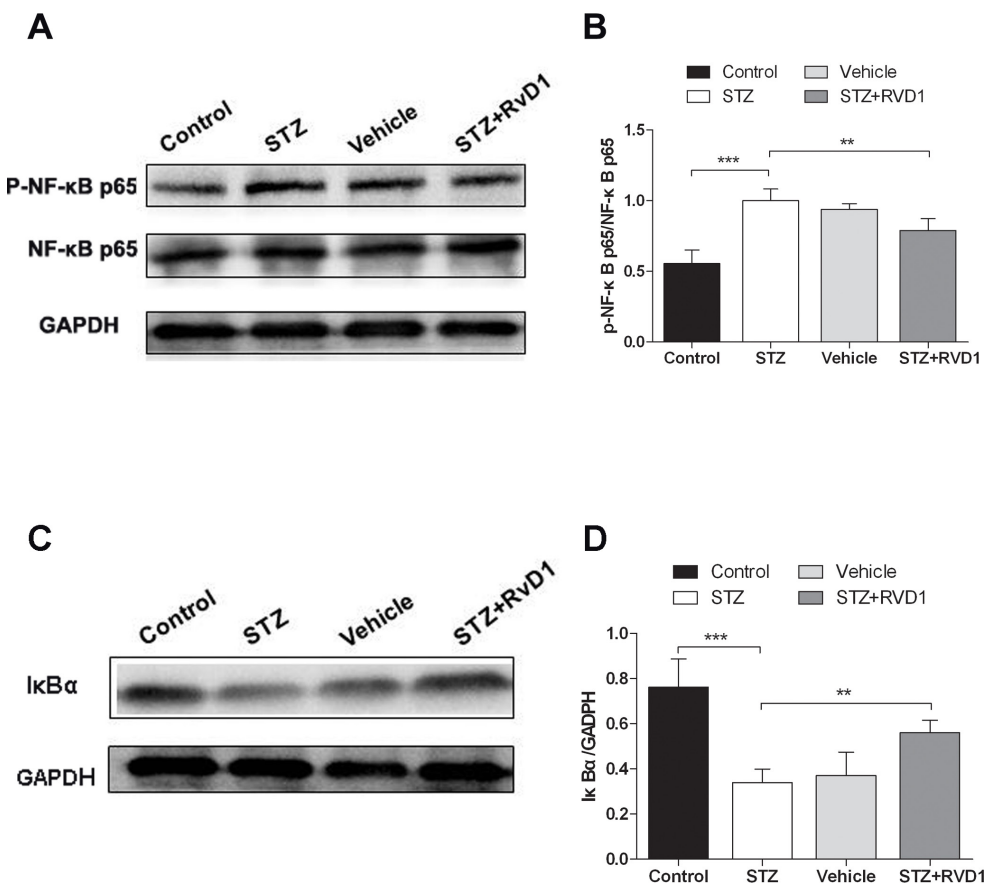 A
Control
STZ
Vehicle
STZ+RvD1
P-NF-κB p65
NF-κB p65
GAPDH
B
Control
Vehicle
STZ
STZ+RVD1
p-NF-κ B p65/NF-κ B p65
1.5
1.0
0.5
0.0
***
**
Control
STZ
Vehicle
STZ+RVD1
C
Control
STZ
Vehicle
STZ+RvD1
IκBα
GAPDH
D
Control
Vehicle
STZ
STZ+RVD1
Iκ Bα/GADPH
1.0
0.8
0.6
0.4
0.2
0.0
***
**
Control
STZ
Vehicle
STZ+RVD1